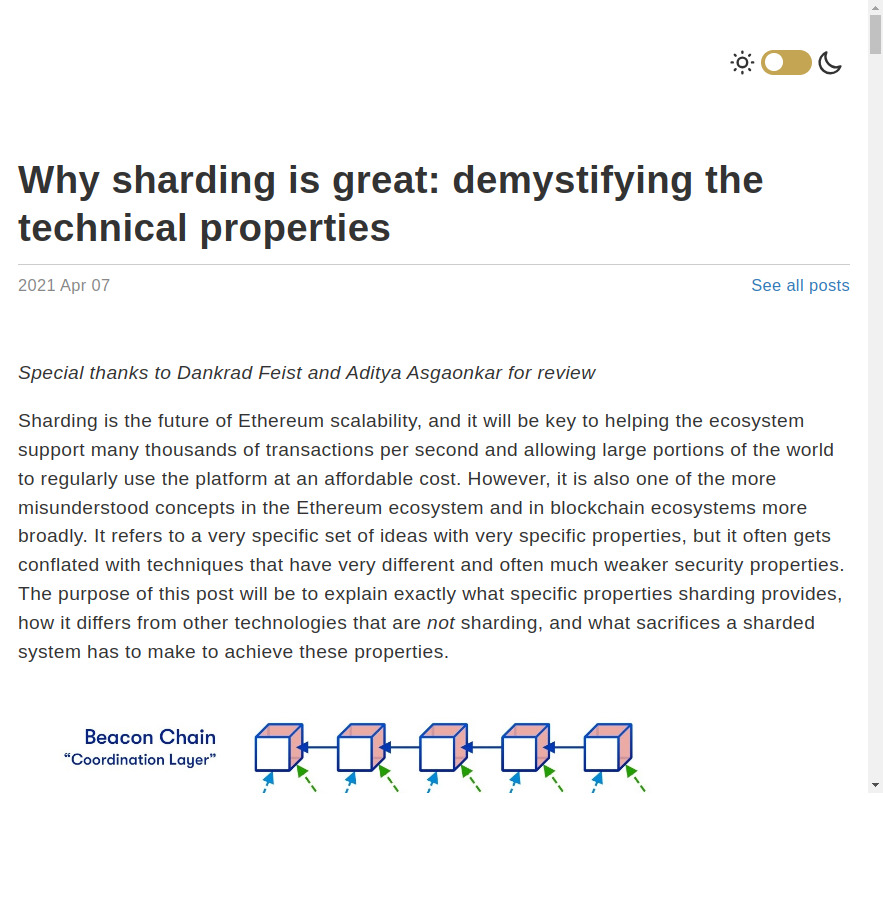 Why sharding is great: demystifying the
technical properties
2021 Apr 07
See all posts
Special thanks to Dankrad Feist and Aditya Asgaonkar for review
Sharding is the future of Ethereum scalability, and it will be key to helping the ecosystem
support many thousands of transactions per second and allowing large portions of the world
to regularly use the platform at an affordable cost. However, it is also one of the more
misunderstood concepts in the Ethereum ecosystem and in blockchain ecosystems more
broadly. It refers to a very specific set of ideas with very specific properties, but it often gets
conflated with techniques that have very different and often much weaker security properties.
The purpose of this post will be to explain exactly what specific properties sharding provides,
how it differs from other technologies that are not sharding, and what sacrifices a sharded
system has to make to achieve these properties.
Beacon Chain
“Coordination Layer”